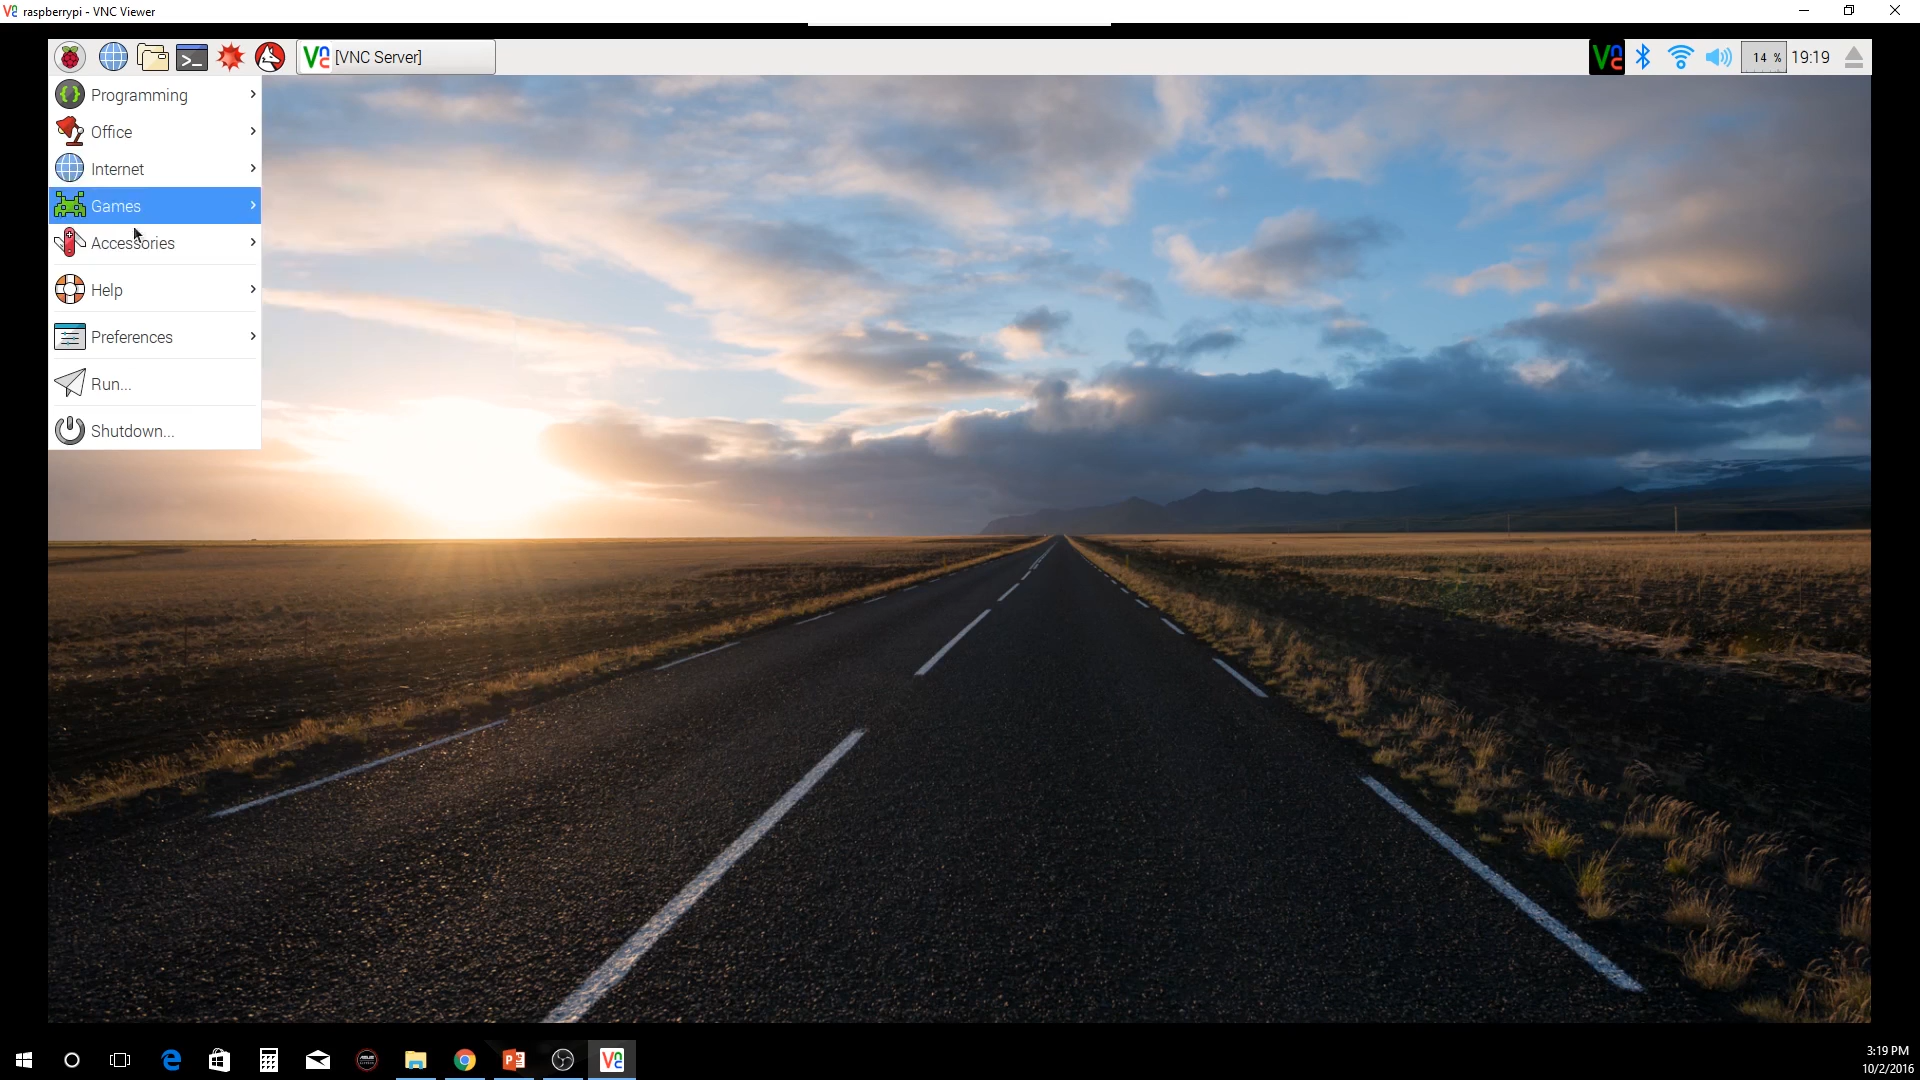 raspberrypi - VNC Viewer
[VNC Server]
14 %
19:19
Programming
Office
Internet
Games
Accessories
Help
Preferences
Run...
Shutdown...
3:19 PM
10/2/2016